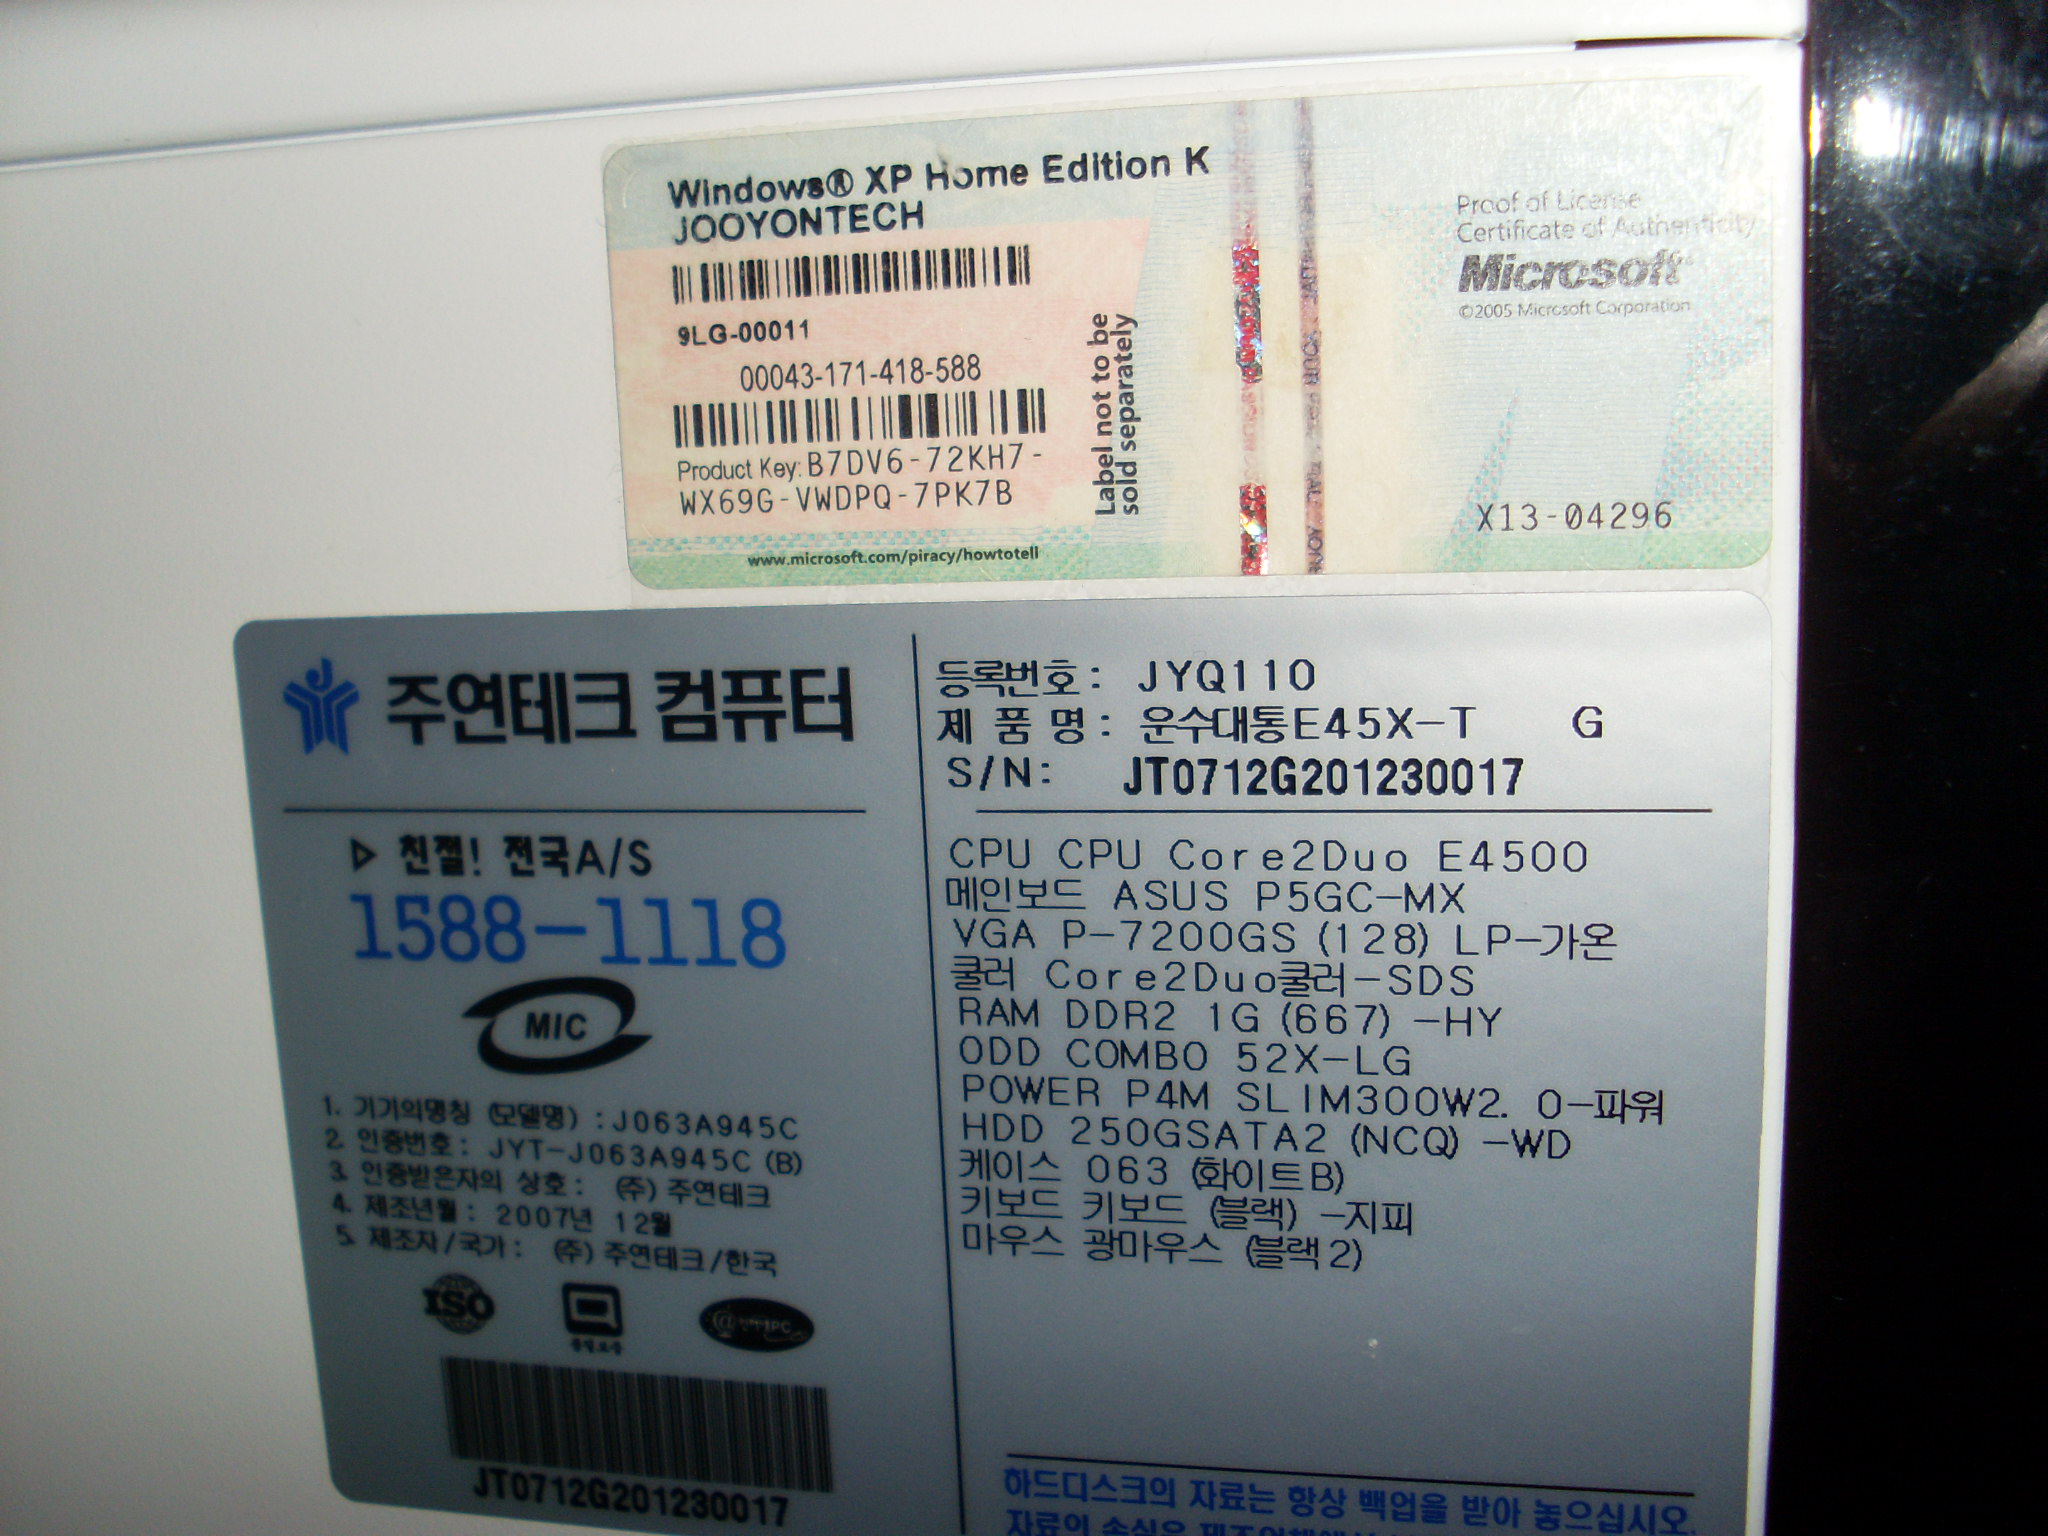 Windows® XP Home Edition K
JOOYONTECH
9LG-00011
00043-171-418-588
Product Key: B7DV6-72KH7-
WX69G-VWDPQ-7PK7B
www.microsoft.com/piracy/howtotell
Label not to be
sold separately
Proof of License
Certificate of Authenticity
Microsoft®
©2005 Microsoft Corporation
X13-04296
주연테크 컴퓨터
▷ 친절! 전국A/S
1588-1118
MIC
1. 기기의명칭 (모델명) : J063A945C
2. 인증번호 : JYT-J063A945C (B)
3. 인증받은자의 상호 : (주) 주연테크
4. 제조년월 : 2007년 12월
5. 제조자/국가 : (주) 주연테크/한국
ISO
JT0712G201230017
등록번호 : JYQ110
제 품 명 : 운수대통E45X-T G
S/N: JT0712G201230017
CPU CPU Core2Duo E4500
메인보드 ASUS P5GC-MX
VGA P-7200GS (128) LP-가온
쿨러 Core2Duo쿨러-SDS
RAM DDR2 1G (667) -HY
ODD COMBO 52X-LG
POWER P4M SLIM300W2. 0-파워
HDD 250GSATA2 (NCQ) -WD
케이스 063 (화이트B)
키보드 키보드 (블랙) -지피
마우스 광마우스 (블랙2)
하드디스크의 자료는 항상 백업을 받아 놓으십시오.
자료의 손실은